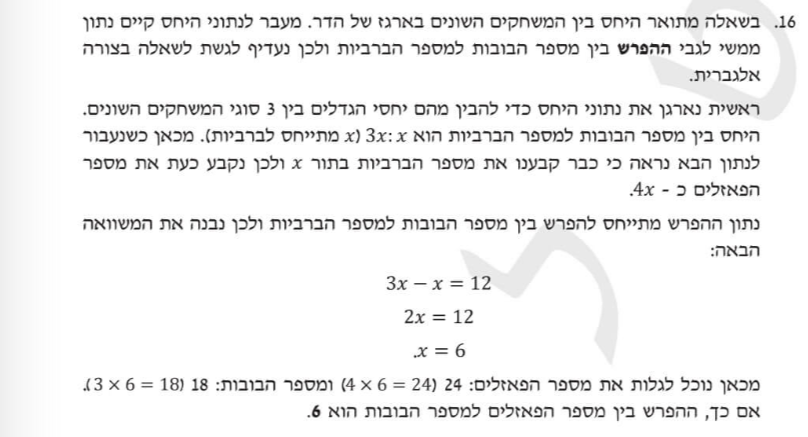 16. בשאלה מתואר היחס בין המשחקים השונים בארגז של הדר. מעבר לנתוני היחס קיים נתון
ממשי לגבי ההפרש בין מספר הבובות למספר הברביות ולכן נעדיף לגשת לשאלה בצורה
אלגברית.
ראשית נארגן את נתוני היחס כדי להבין מהם יחסי הגדלים בין 3 סוגי המשחקים השונים.
היחס בין מספר הבובות למספר הברביות הוא 3x: x (x מתייחס לברביות). מכאן כשנעבור
לנתון הבא נראה כי כבר קבענו את מספר הברביות בתור x ולכן נקבע כעת את מספר
הפאזלים כ - 4x.
נתון ההפרש מתייחס להפרש בין מספר הבובות למספר הברביות ולכן נבנה את המשוואה
הבאה:
3x − x = 12
2x = 12
.x = 6
מכאן נוכל לגלות את מספר הפאזלים: 24 (4 × 6 = 24) ומספר הבובות: 18 (3 × 6 = 18).
אם כך, ההפרש בין מספר הפאזלים למספר הבובות הוא 6.